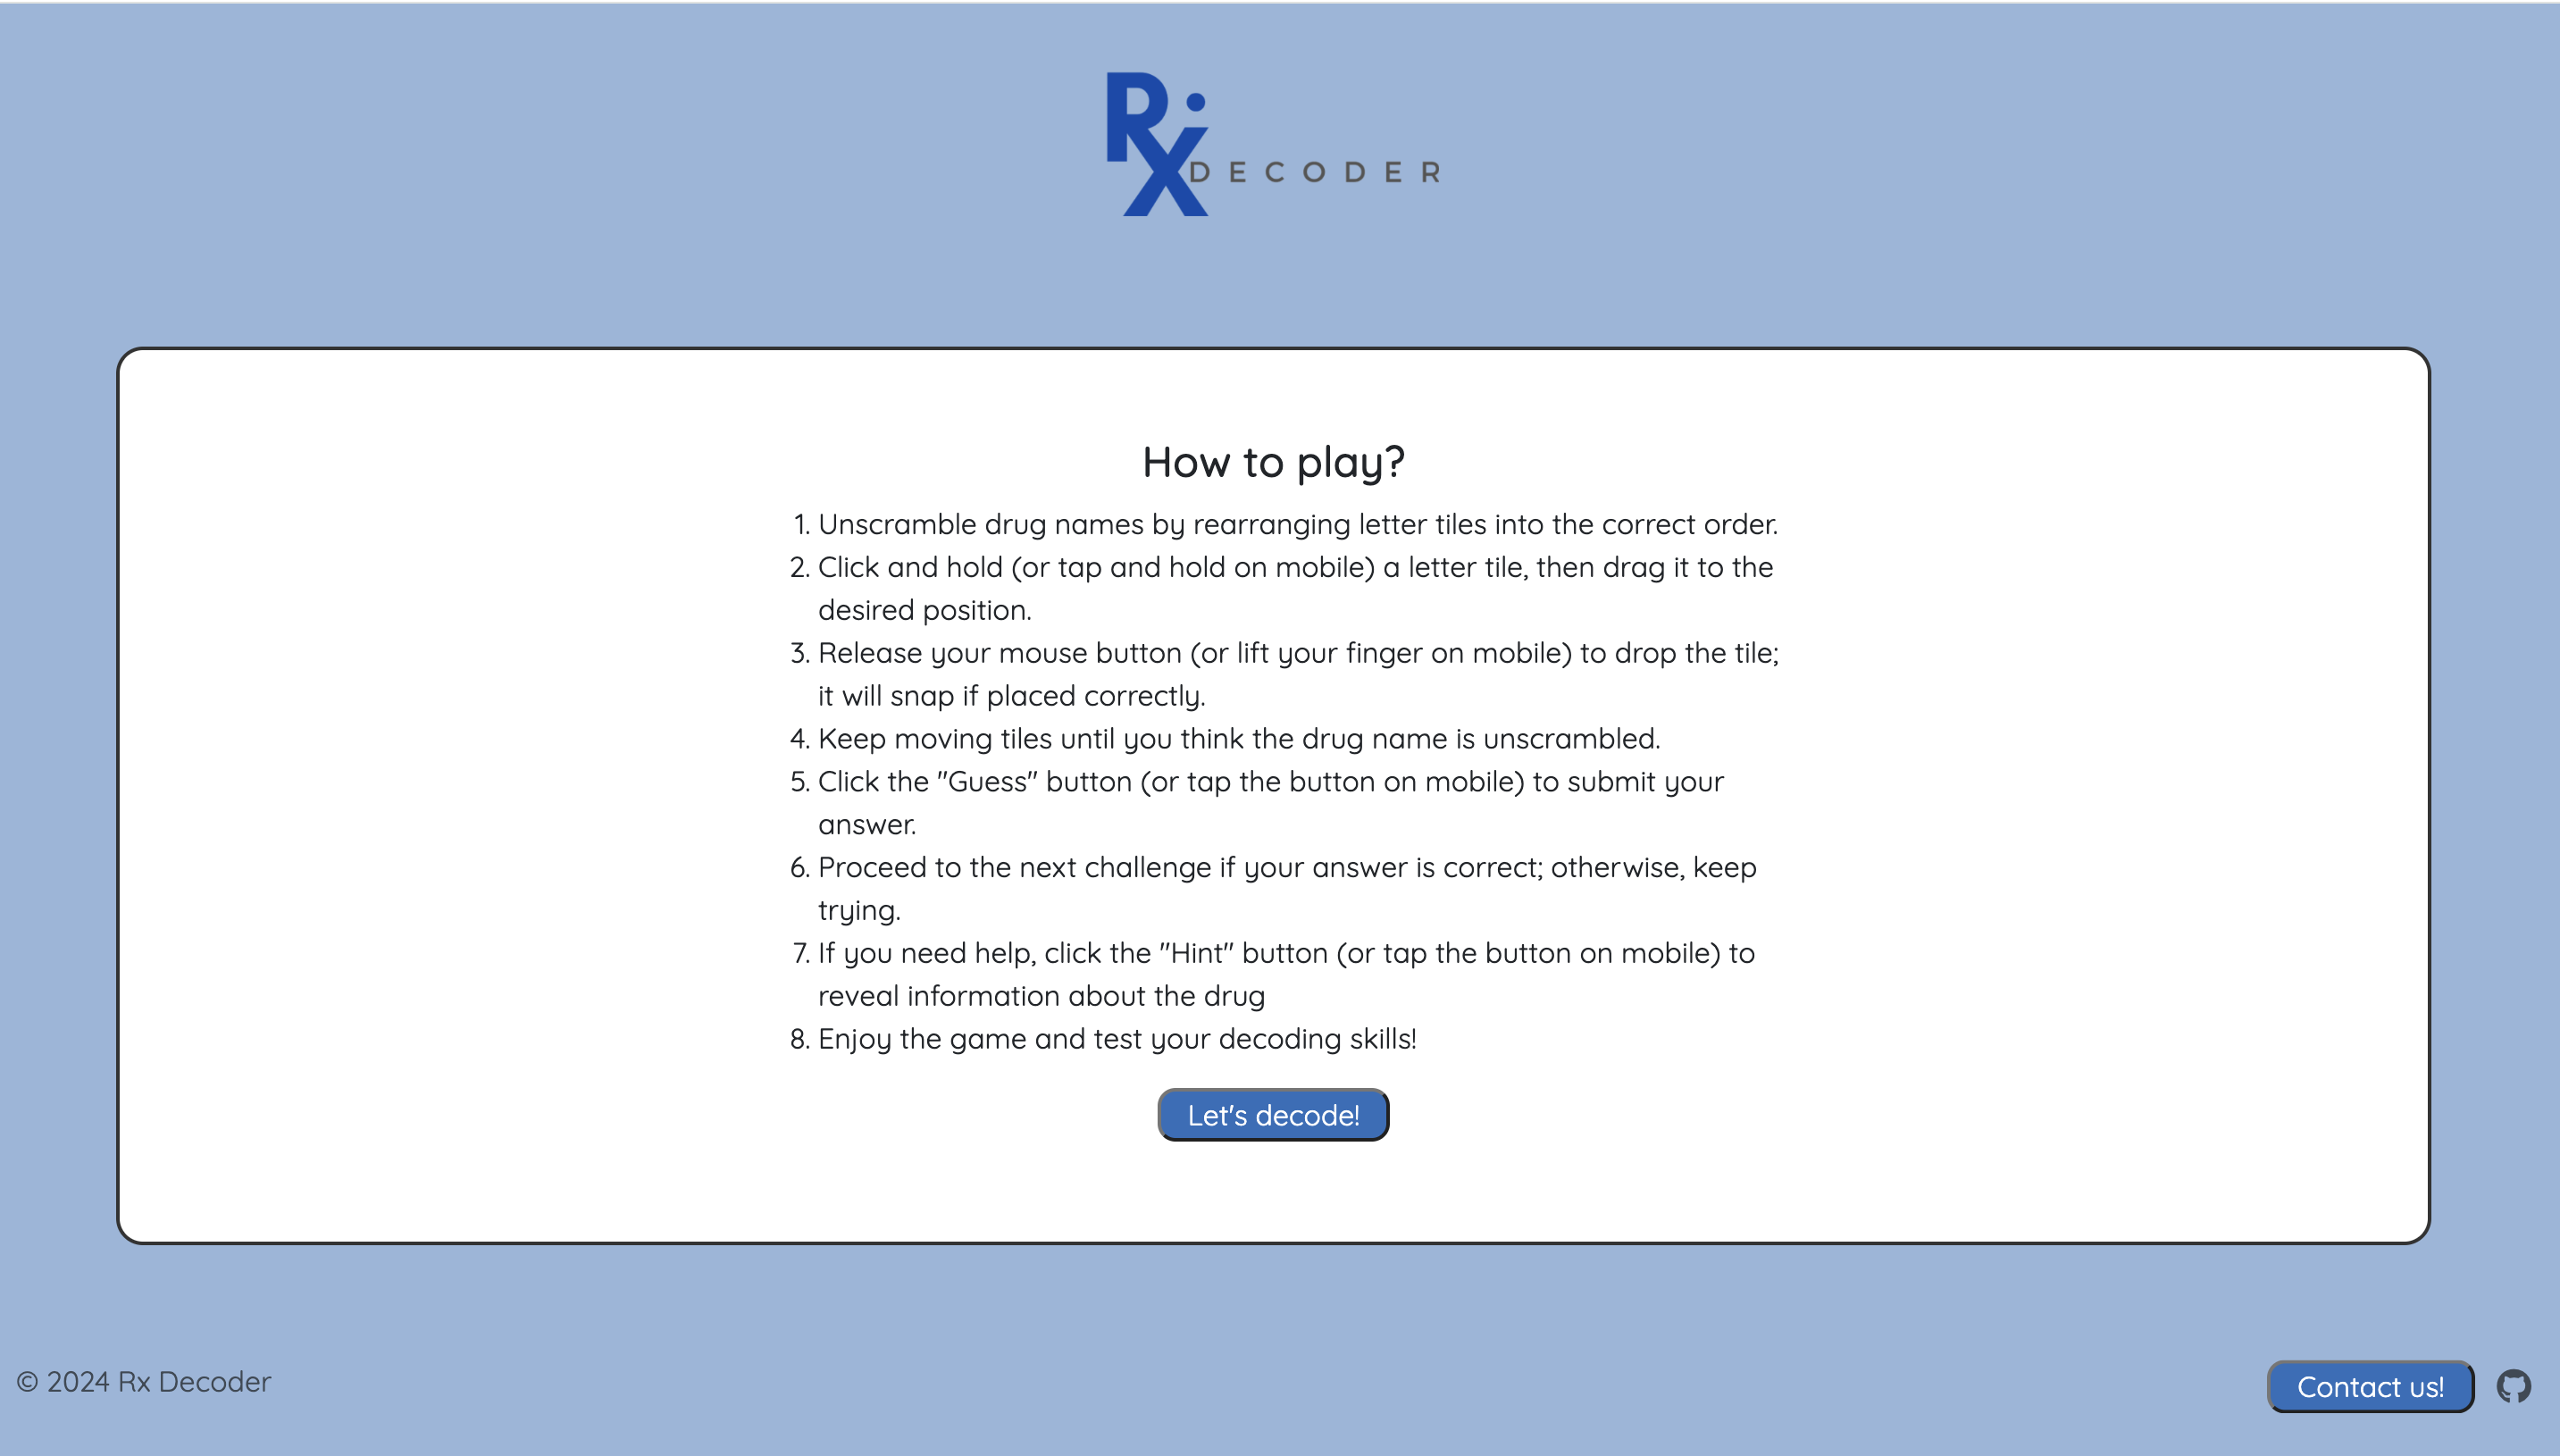 Rx DECODER
How to play?
1. Unscramble drug names by rearranging letter tiles into the correct order.
2. Click and hold (or tap and hold on mobile) a letter tile, then drag it to the
desired position.
3. Release your mouse button (or lift your finger on mobile) to drop the tile;
it will snap if placed correctly.
4. Keep moving tiles until you think the drug name is unscrambled.
5. Click the "Guess" button (or tap the button on mobile) to submit your
answer.
6. Proceed to the next challenge if your answer is correct; otherwise, keep
trying.
7. If you need help, click the "Hint" button (or tap the button on mobile) to
reveal information about the drug
8. Enjoy the game and test your decoding skills!
Let's decode!
© 2024 Rx Decoder
Contact us!